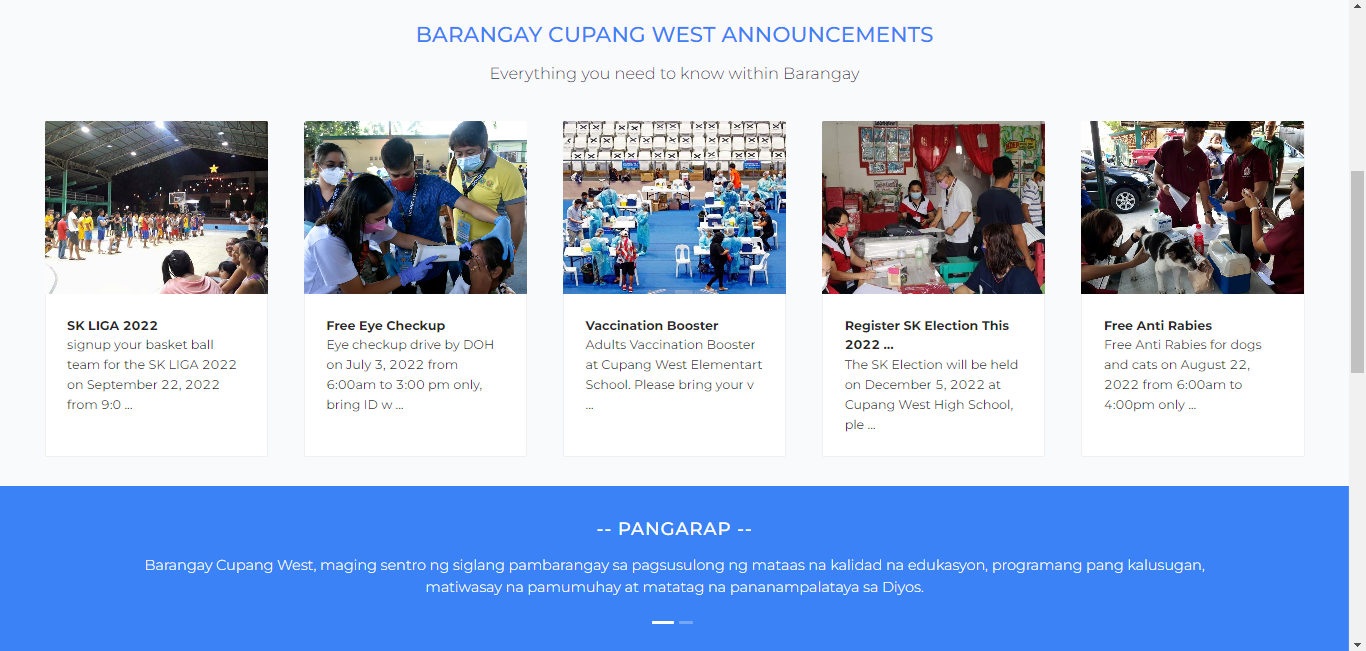 BARANGAY CUPANG WEST ANNOUNCEMENTS
Everything you need to know within Barangay
SK LIGA 2022
signup your basket ball
team for the SK LIGA 2022
on September 22, 2022
from 9:0 ...
Free Eye Checkup
Eye checkup drive by DOH
on July 3, 2022 from
6:00am to 3:00 pm only,
bring ID w ...
Vaccination Booster
Adults Vaccination Booster
at Cupang West Elementart
School. Please bring your v
...
Register SK Election This
2022 ...
The SK Election will be held
on December 5, 2022 at
Cupang West High School,
ple ...
Free Anti Rabies
Free Anti Rabies for dogs
and cats on August 22,
2022 from 6:00am to
4:00pm only ...
-- PANGARAP --
Barangay Cupang West, maging sentro ng siglang pambarangay sa pagsusulong ng mataas na kalidad na edukasyon, programang pang kalusugan,
matiwasay na pamumuhay at matatag na pananampalataya sa Diyos.